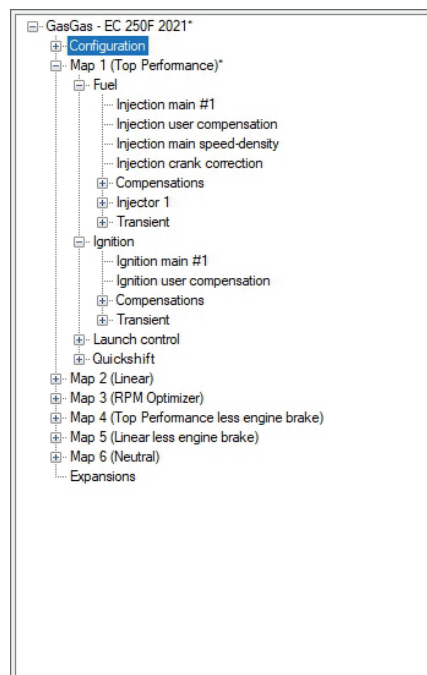 GasGas - EC 250F 2021*
Configuration
Map 1 (Top Performance)*
Fuel
Injection main #1
Injection user compensation
Injection main speed-density
Injection crank correction
Compensations
Injector 1
Transient
Ignition
Ignition main #1
Ignition user compensation
Compensations
Transient
Launch control
Quickshift
Map 2 (Linear)
Map 3 (RPM Optimizer)
Map 4 (Top Performance less engine brake)
Map 5 (Linear less engine brake)
Map 6 (Neutral)
Expansions